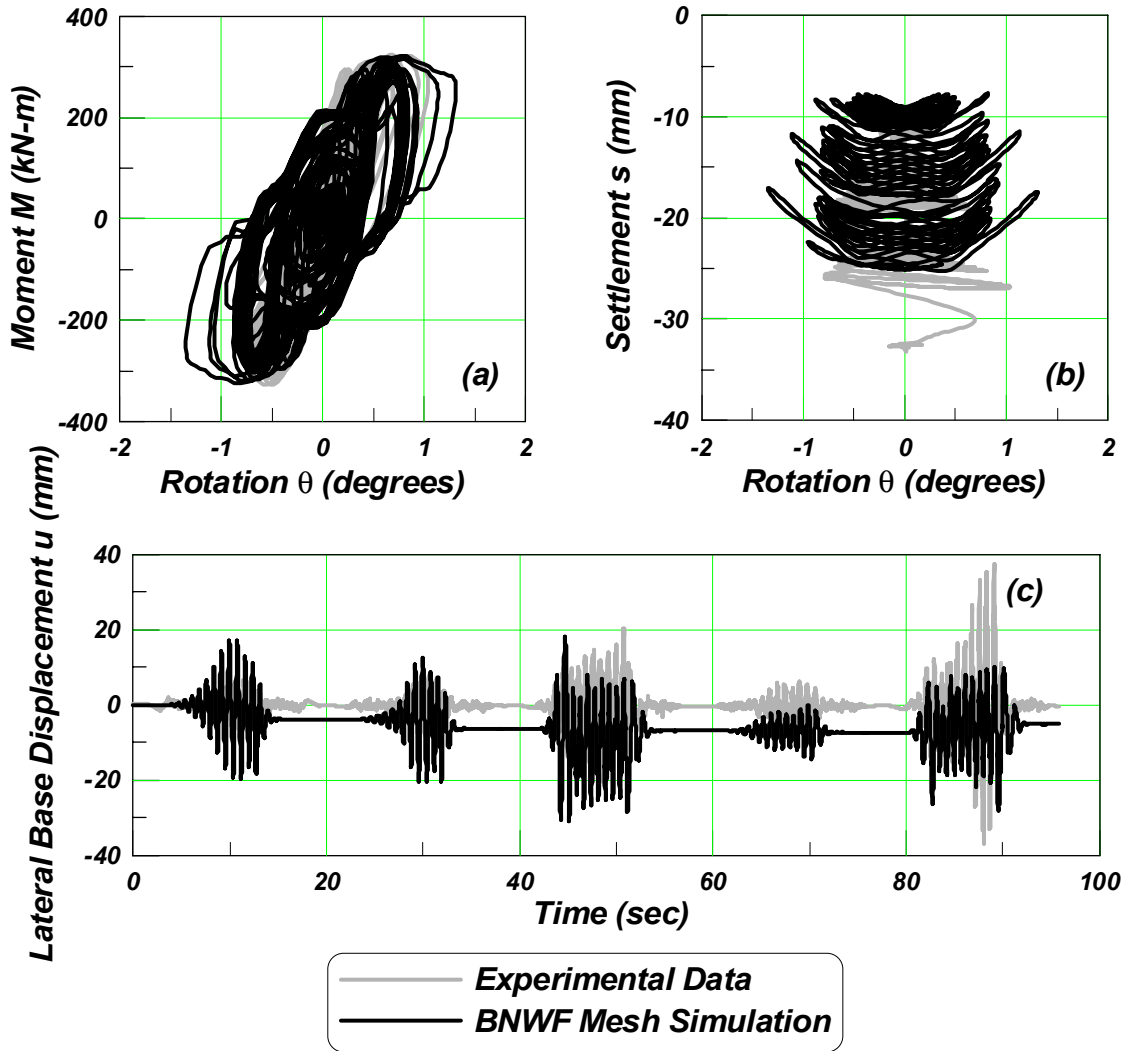 400
200
0
-200
-400
Moment M (kN-m)
(a)
-2 -1 0 1 2
Rotation θ (degrees)
0
-10
-20
-30
-40
Settlement s (mm)
(b)
-2 -1 0 1 2
Rotation θ (degrees)
40
20
0
-20
-40
Lateral Base Displacement u (mm)
(c)
0 20 40 60 80 100
Time (sec)
Experimental Data
BNWF Mesh Simulation